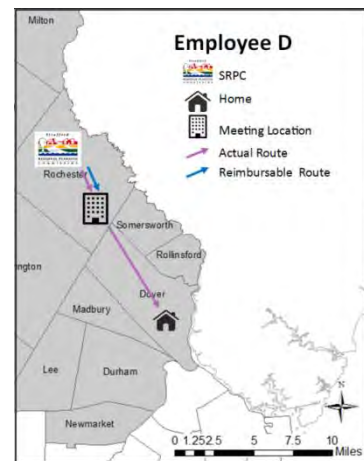 Milton
Employee D
SRPC
Home
Meeting Location
Actual Route
Reimbursable Route
Rochester
Somersworth
Rollinsford
ngton
Dover
Madbury
Lee
Durham
Newmarket
N
0 1.25 2.5 5 7.5 10
Miles